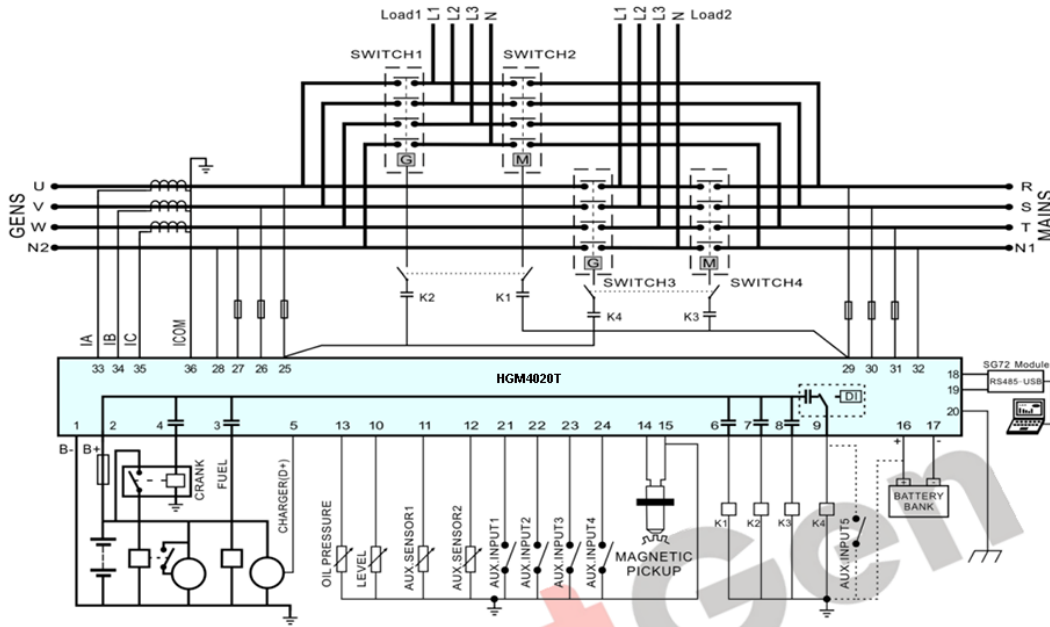 Load1 L1 L2 L3 N L1 L2 L3 N Load2
SWITCH1 SWITCH2
G M
GENS U R MAINS
V S
W T
N2 N1
G M
SWITCH3 SWITCH4
K2 K1 K4 K3
IA IB IC ICOM
33 34 35 36 28 27 26 25 29 30 31 32
HGM4020T
SG72 Module
18 RS485-USB
19
20
DI
1 2 4 3 5 13 10 11 12 21 22 23 24 14 15 6 7 8 9 16 17
B- B+ + -
CRANK
FUEL
CHARGER(D+)
OIL PRESSURE
LEVEL
AUX.SENSOR1
AUX.SENSOR2
AUX.INPUT1
AUX.INPUT2
AUX.INPUT3
AUX.INPUT4
MAGNETIC
PICKUP
K1 K2 K3 K4
AUX.INPUT5
BATTERY
BANK
- +
Gen